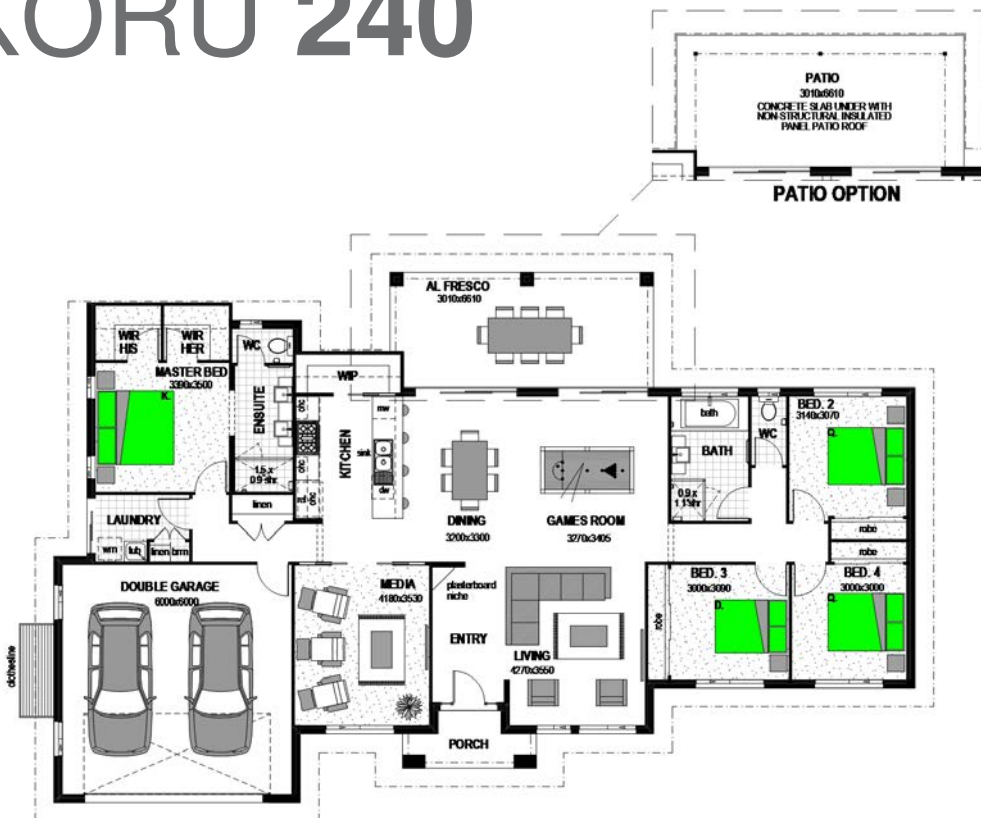 KORU 240
PATIO
3010x6610
CONCRETE SLAB UNDER WITH
NON-STRUCTURAL INSULATED
PANEL PATIO ROOF
PATIO OPTION
AL FRESCO
3010x6610
WIR
HIS
WIR
HER
WC
MASTER BED
3390x3500
K.
ENSUITE
1.5 x
0.9 shr
WIP
ohc
ohc
ohc
ref
KITCHEN
mw
sink
dw
DINING
3200x3300
GAMES ROOM
3270x3405
bath
BATH
WC
0.9 x
1.1 shr
BED. 2
3140x3070
Q.
robe
robe
linen
LAUNDRY
wm
tub
linen
brm
DOUBLE GARAGE
6000x6000
clothesline
MEDIA
4180x3530
plasterboard
niche
ENTRY
LIVING
4270x3550
PORCH
robe
BED. 3
3000x3090
D.
BED. 4
3000x3000
Q.